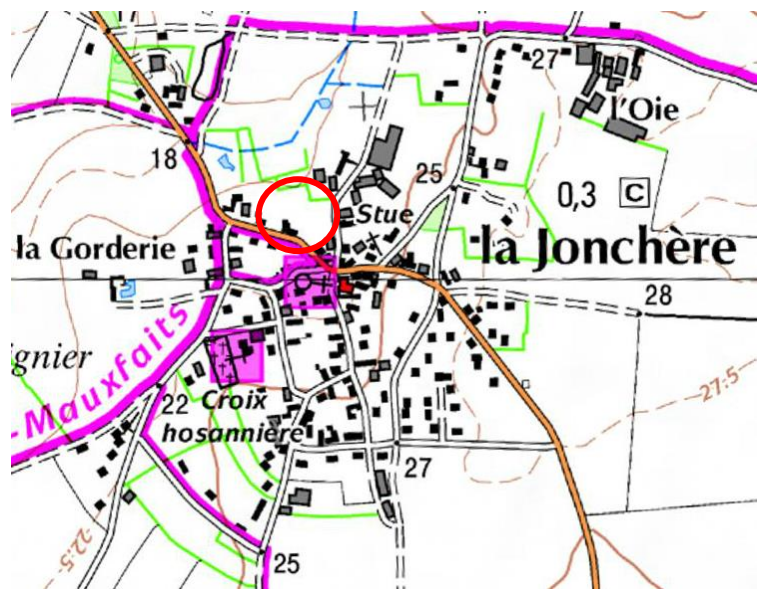 27
l'Oie
18
25
0,3 C
Stue
la Gorderie
la Jonchère
28
ignier
-Mauxfaits
22
Croix
hosannière
27,5
27
22,5
25